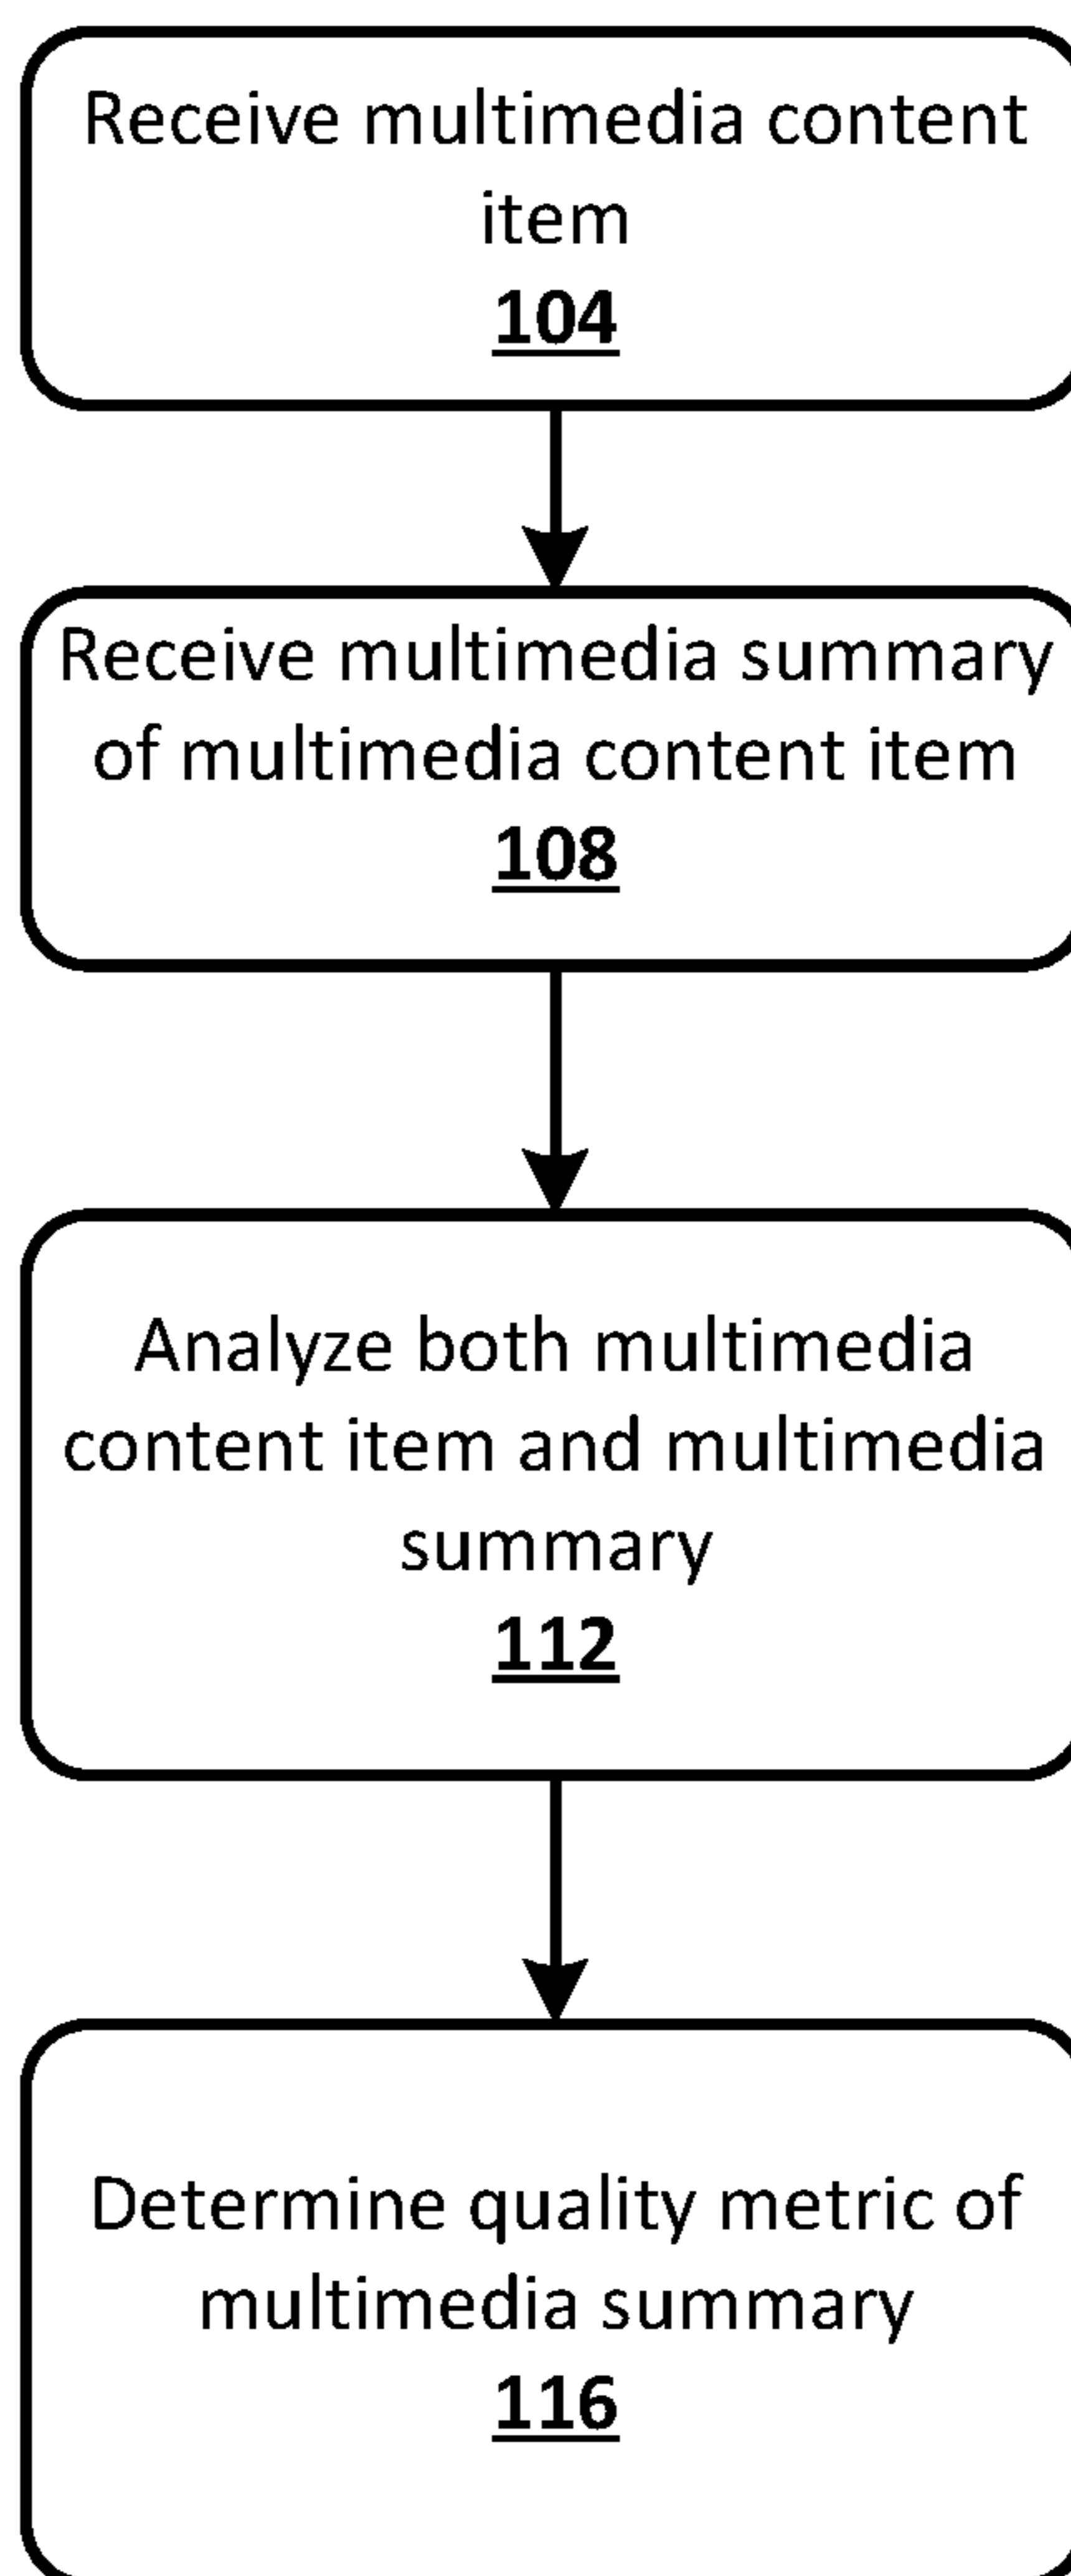 Receive multimedia content
item
104
Receive multimedia summary
of multimedia content item
108
Analyze both multimedia
content item and multimedia
summary
112
Determine quality metric of
multimedia summary
116